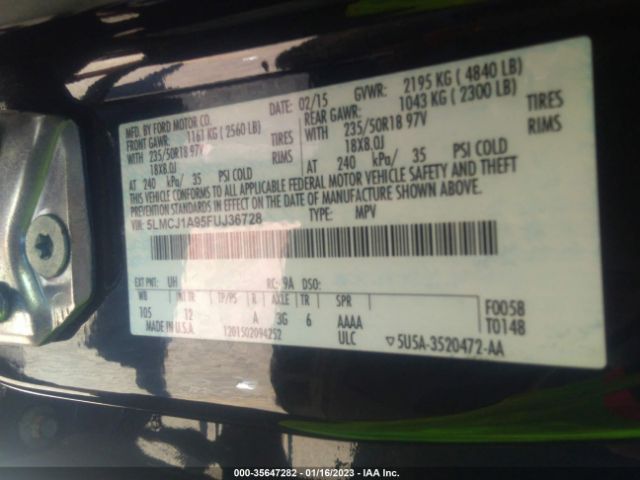 MFD. BY FORD MOTOR CO.
DATE: 02/15 GVWR: 2195 KG ( 4840 LB)
FRONT GAWR: 1161 KG ( 2560 LB) REAR GAWR: 1043 KG ( 2300 LB)
WITH 235/50R18 97V TIRES WITH 235/50R18 97V TIRES
18X8.0J RIMS 18X8.0J RIMS
AT 240 kPa/ 35 PSI COLD AT 240 kPa/ 35 PSI COLD
THIS VEHICLE CONFORMS TO ALL APPLICABLE FEDERAL MOTOR VEHICLE SAFETY AND THEFT
PREVENTION STANDARDS IN EFFECT ON THE DATE OF MANUFACTURE SHOWN ABOVE.
VIN: 5LMCJ1A95FUJ36728 TYPE: MPV
EXT PNT: UH RC: 9A DSO:
WB INT TR TP/PS R AXLE TR SPR
105 12 A 3G 6 AAAA
F0058
T0148
MADE IN U.S.A. 1201502094252 ULC ▽5U5A-3520472-AA
000-35647282 - 01/16/2023 - IAA Inc.